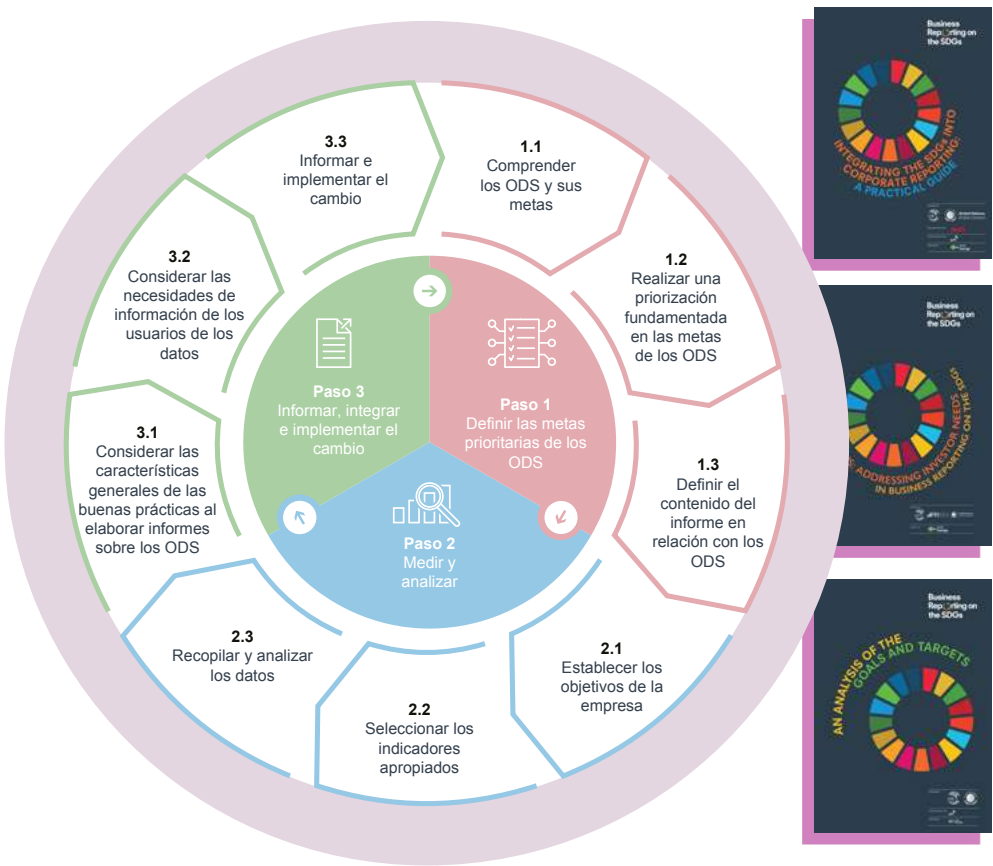 3.3
Informar e
implementar el
cambio
1.1
Comprender
los ODS y sus
metas
1.2
Realizar una
priorización
fundamentada
en las metas
de los ODS
1.3
Definir el
contenido del
informe en
relación con los
ODS
2.1
Establecer los
objetivos de la
empresa
2.2
Seleccionar los
indicadores
apropiados
2.3
Recopilar y analizar
los datos
3.1
Considerar las
características
generales de las
buenas prácticas al
elaborar informes
sobre los ODS
3.2
Considerar las
necesidades de
información de los
usuarios de los
datos
Paso 1
Definir las metas
prioritarias de los
ODS
Paso 2
Medir y
analizar
Paso 3
Informar, integrar
e implementar el
cambio
Business
Reporting on
the SDGs
INTEGRATING THE SDGs INTO
CORPORATE REPORTING:
A PRACTICAL GUIDE
Business
Reporting on
the SDGs
ADDRESSING INVESTOR NEEDS
IN BUSINESS REPORTING ON THE SDGs
Business
Reporting on
the SDGs
AN ANALYSIS OF THE
GOALS AND TARGETS